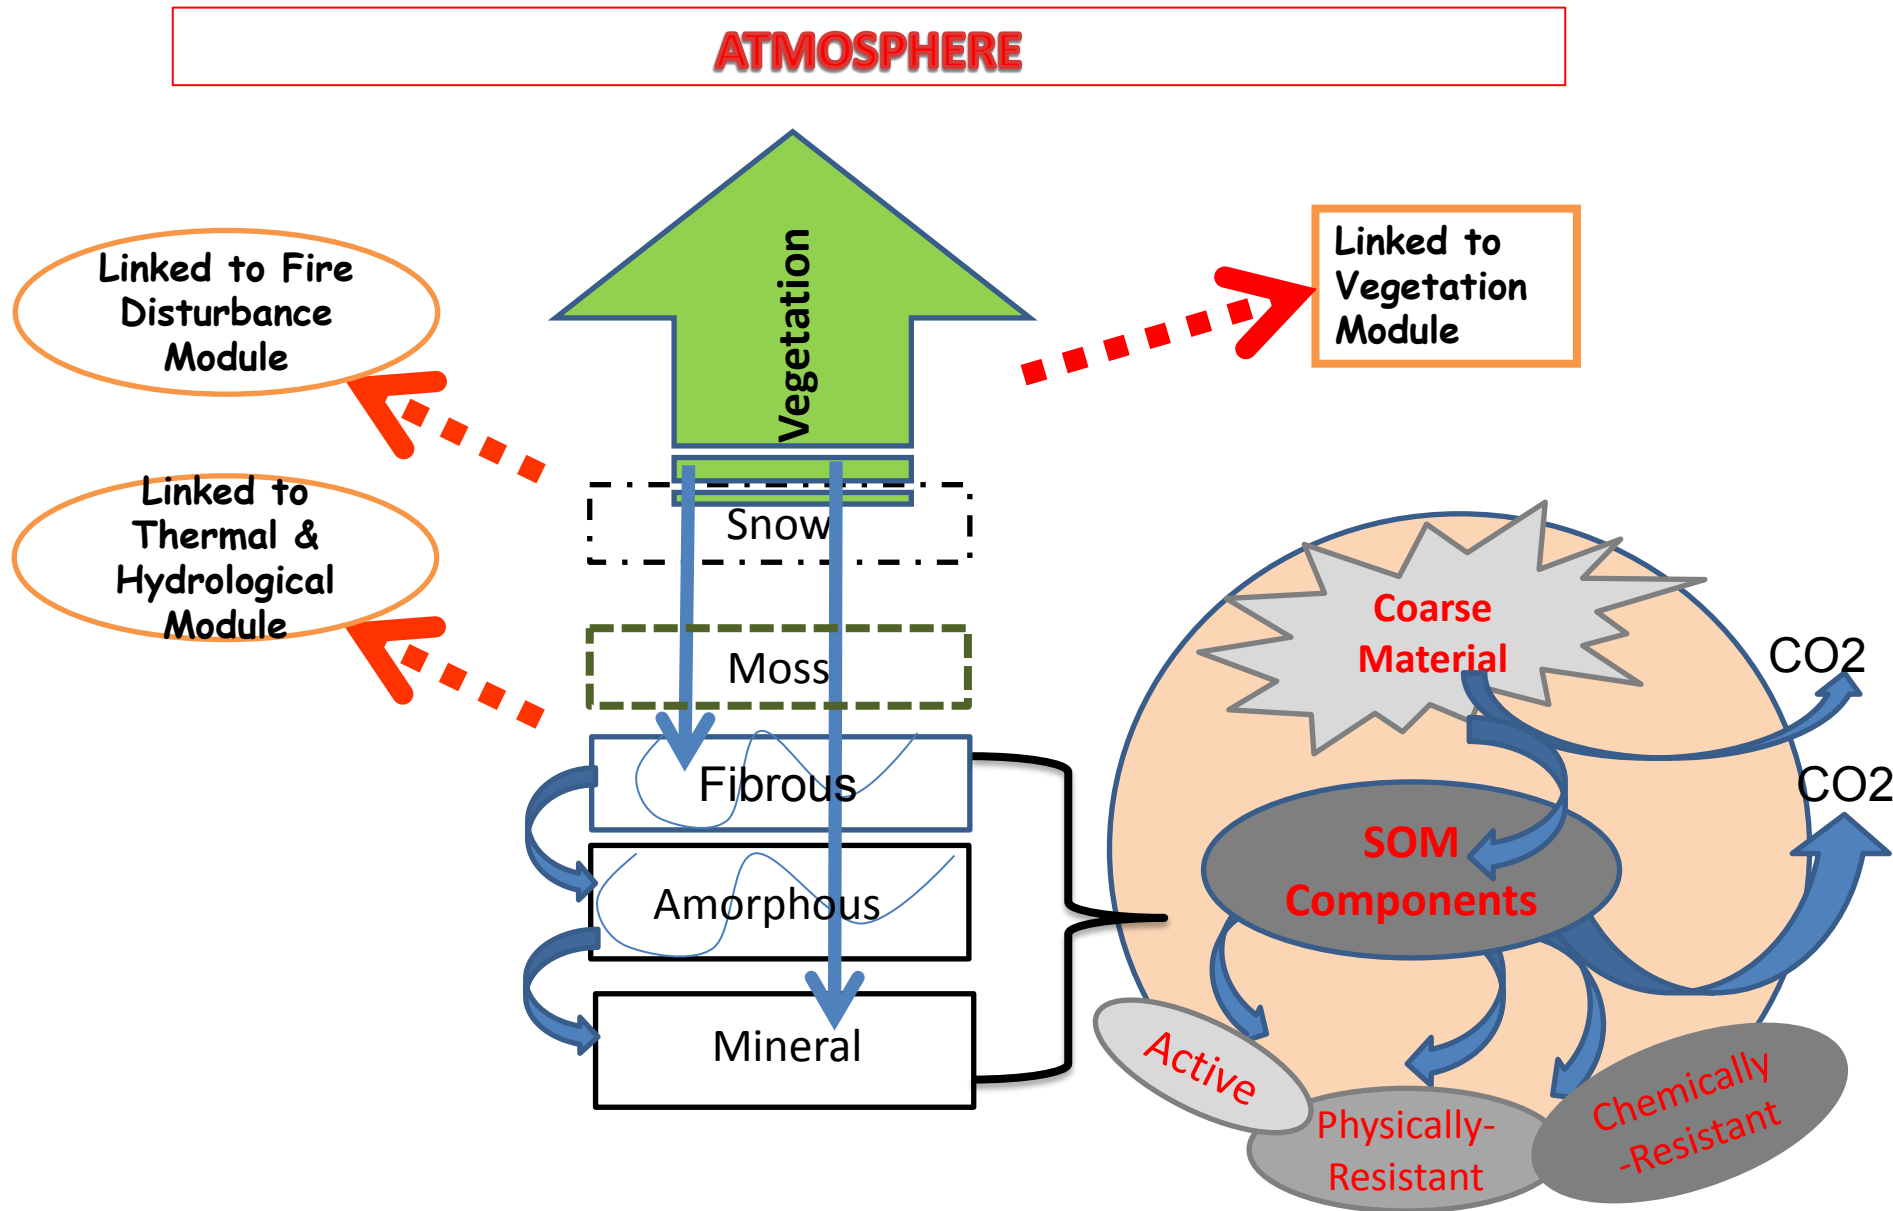 ATMOSPHERE
Linked to Fire
Disturbance
Module
Vegetation
Linked to
Vegetation
Module
Linked to
Thermal &
Hydrological
Module
Snow
Moss
Fibrous
Amorphous
Mineral
Coarse
Material
CO2
CO2
SOM
Components
Active
Physically-
Resistant
Chemically
-Resistant